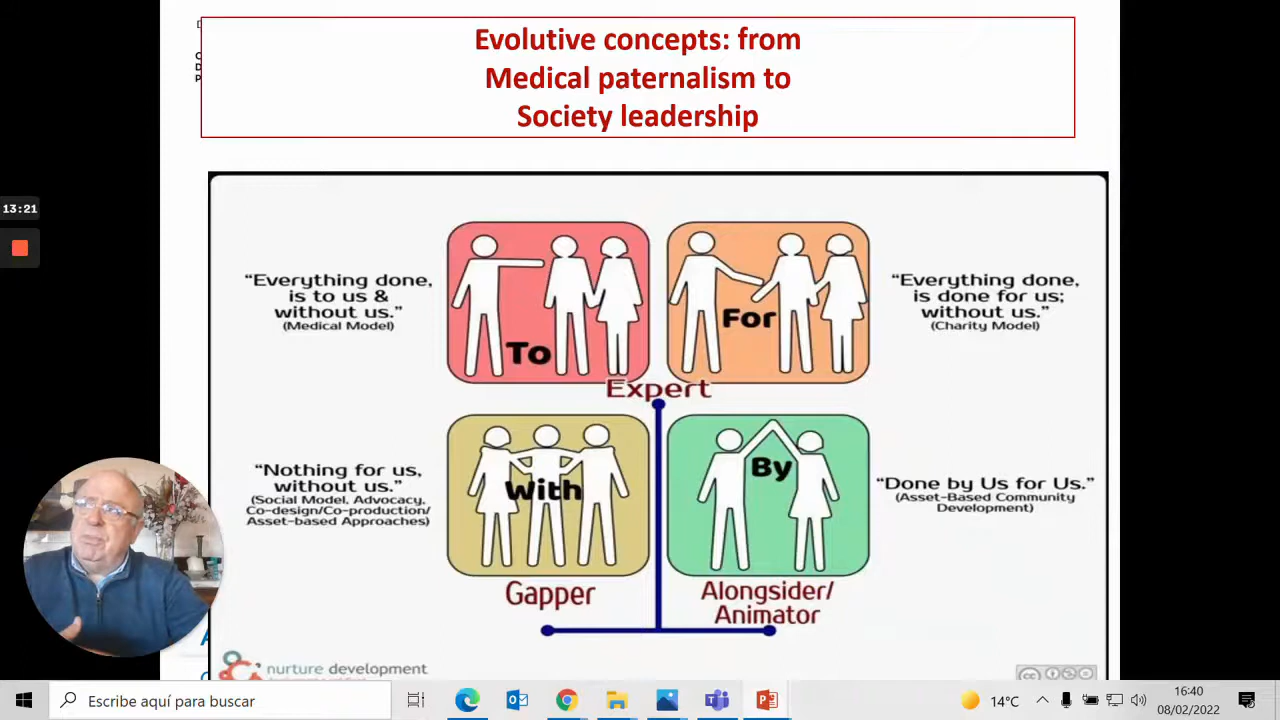 Evolutive concepts: from
Medical paternalism to
Society leadership
13:21
"Everything done,
is to us &
without us."
(Medical Model)
To
For
"Everything done,
is done for us;
without us."
(Charity Model)
Expert
"Nothing for us,
without us."
(Social Model, Advocacy,
Co-design/Co-production/
Asset-based Approaches)
With
By
"Done by Us for Us."
(Asset-Based Community
Development)
Gapper
Alongsider/
Animator
nurture development
Escribe aquí para buscar
14°C
16:40
08/02/2022